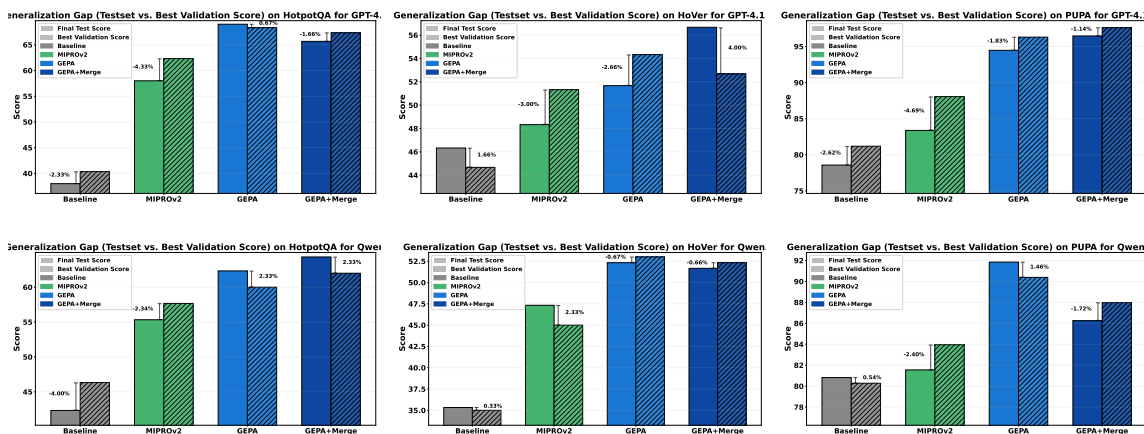 eneralization Gap (Testset vs. Best Validation Score) on HotpotQA for GPT-4.
Final Test Score
Best Validation Score
Baseline
MIPROv2
GEPA
GEPA+Merge
Score
65
60
55
50
45
40
-2.33%
-4.33%
0.67%
-1.66%
Baseline
MIPROv2
GEPA
GEPA+Merge
Generalization Gap (Testset vs. Best Validation Score) on HoVer for GPT-4.1
Final Test Score
Best Validation Score
Baseline
MIPROv2
GEPA
GEPA+Merge
Score
56
54
52
50
48
46
44
1.66%
-3.00%
-2.66%
4.00%
Baseline
MIPROv2
GEPA
GEPA+Merge
Generalization Gap (Testset vs. Best Validation Score) on PUPA for GPT-4.1
Final Test Score
Best Validation Score
Baseline
MIPROv2
GEPA
GEPA+Merge
Score
95
90
85
80
75
-2.62%
-4.69%
-1.83%
-1.14%
Baseline
MIPROv2
GEPA
GEPA+Merge
eneralization Gap (Testset vs. Best Validation Score) on HotpotQA for Qwen
Final Test Score
Best Validation Score
Baseline
MIPROv2
GEPA
GEPA+Merge
Score
60
55
50
45
-4.00%
-2.34%
2.33%
2.33%
Baseline
MIPROv2
GEPA
GEPA+Merge
Generalization Gap (Testset vs. Best Validation Score) on HoVer for Qwen
Final Test Score
Best Validation Score
Baseline
MIPROv2
GEPA
GEPA+Merge
Score
52.5
50.0
47.5
45.0
42.5
40.0
37.5
35.0
0.33%
2.33%
-0.67%
-0.66%
Baseline
MIPROv2
GEPA
GEPA+Merge
Generalization Gap (Testset vs. Best Validation Score) on PUPA for Qwen
Final Test Score
Best Validation Score
Baseline
MIPROv2
GEPA
GEPA+Merge
Score
92
90
88
86
84
82
80
78
0.54%
-2.40%
1.46%
-1.72%
Baseline
MIPROv2
GEPA
GEPA+Merge